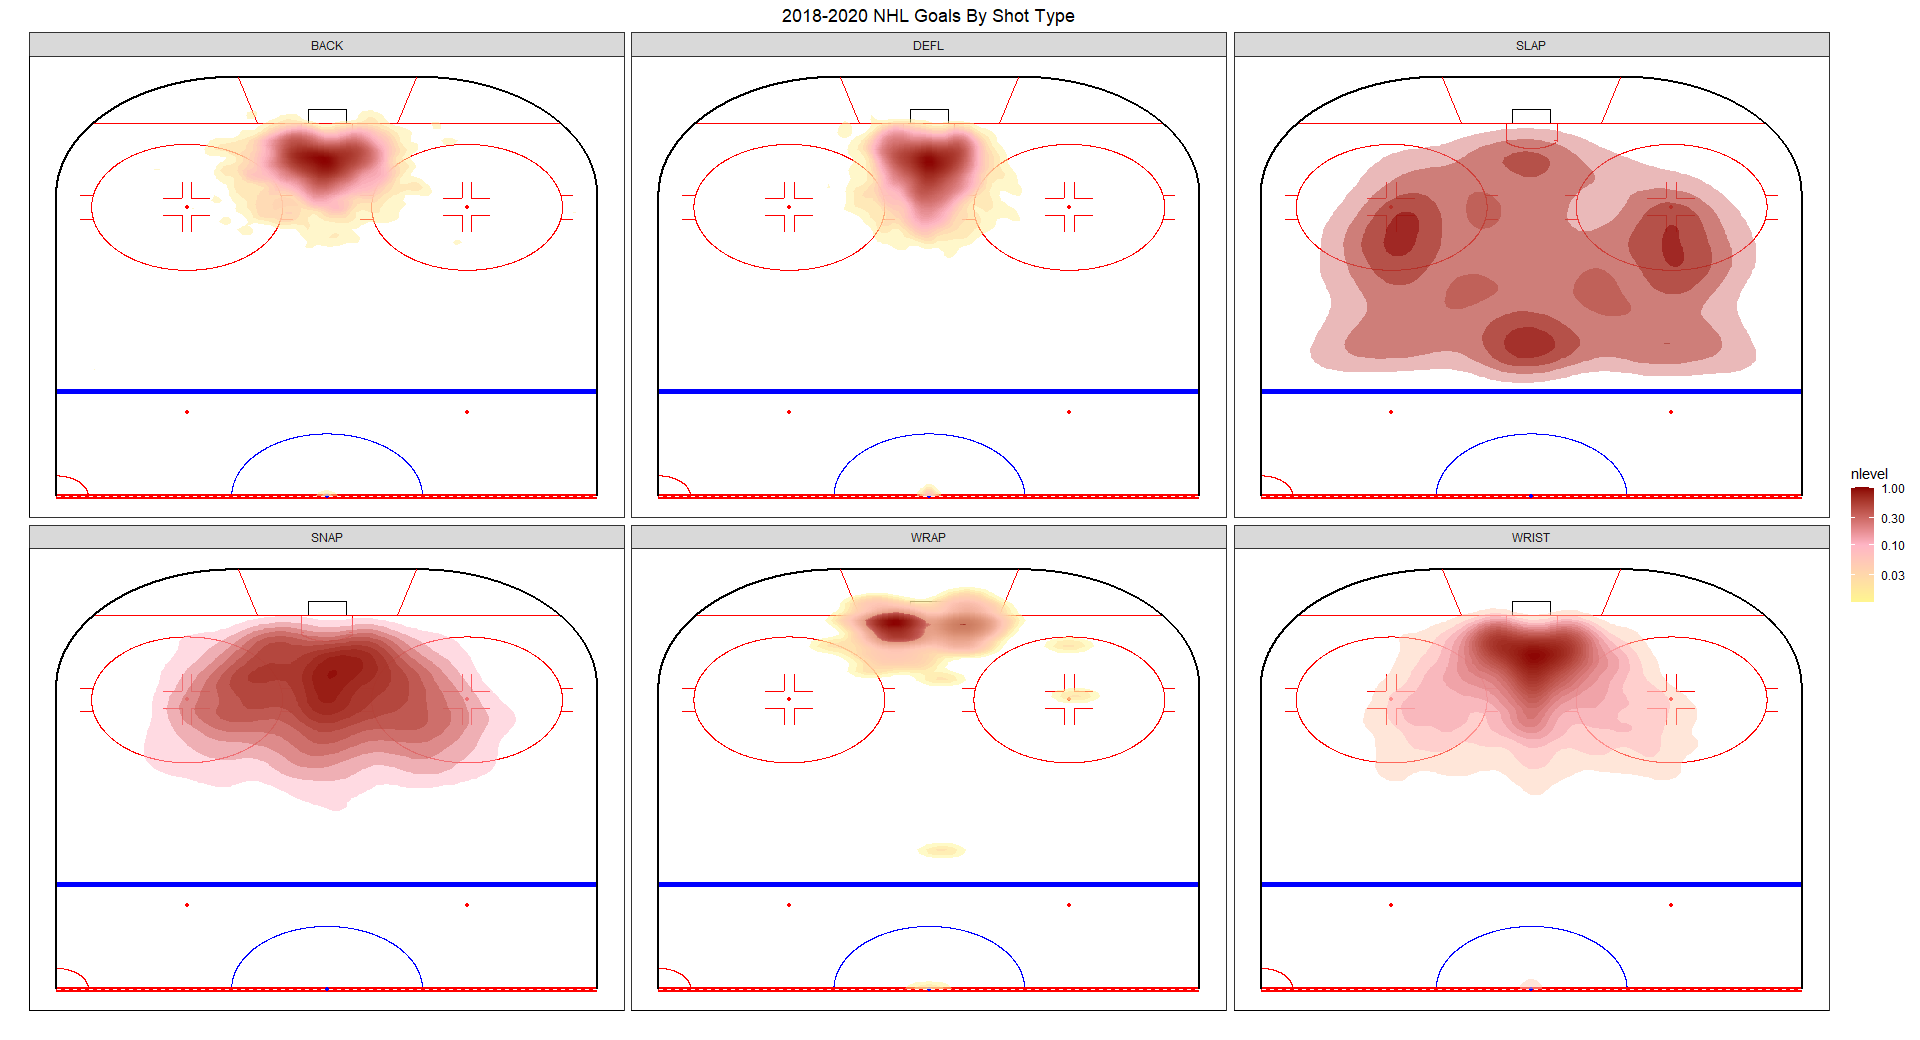 2018-2020 NHL Goals By Shot Type
BACK
DEFL
SLAP
nlevel
1.00
0.30
0.10
0.03
SNAP
WRAP
WRIST